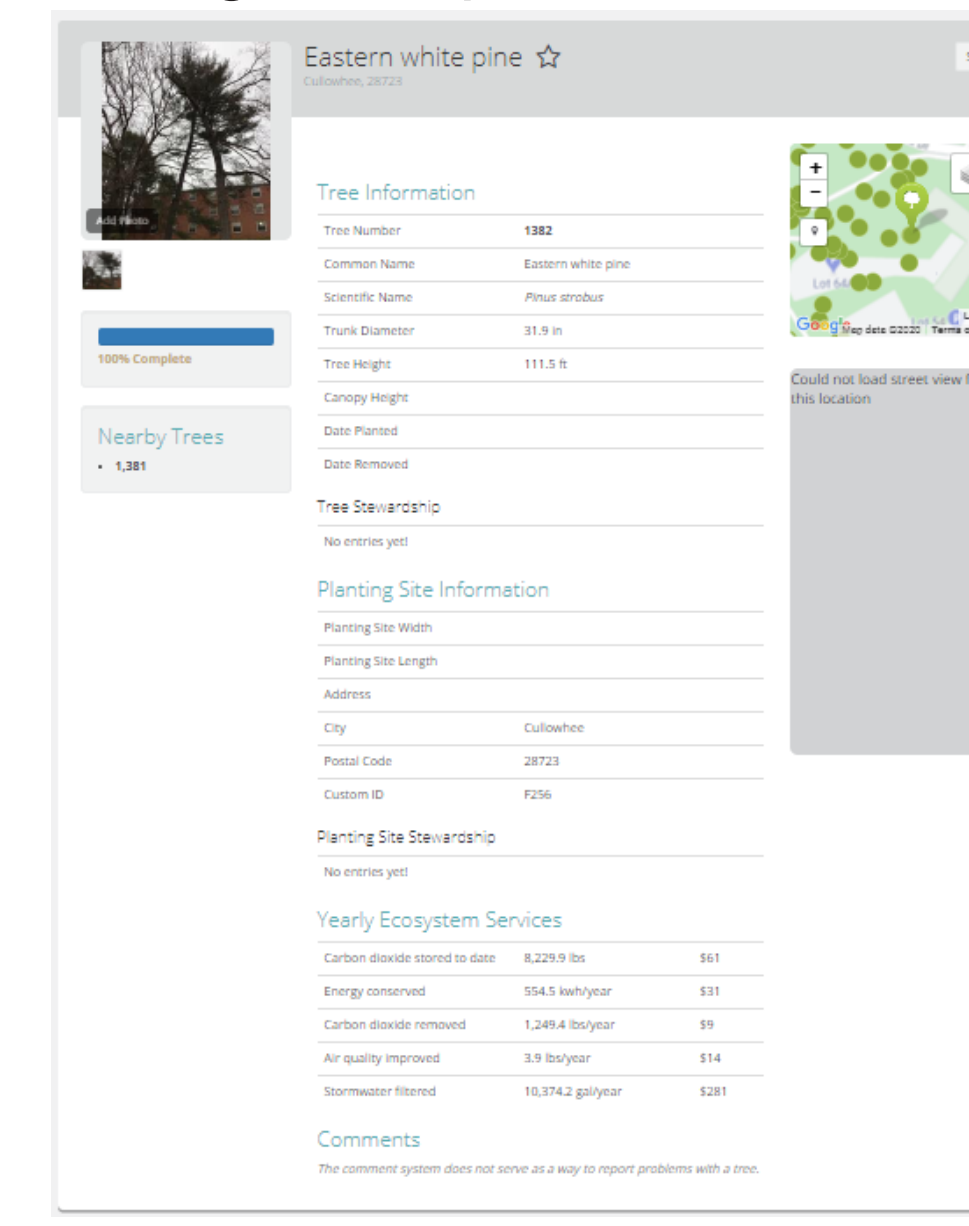 Eastern white pine
Cullowhee, 28723
Add Photo
100% Complete
Nearby Trees
• 1,381
Tree Information
Tree Number 1382
Common Name Eastern white pine
Scientific Name Pinus strobus
Trunk Diameter 31.9 in
Tree Height 111.5 ft
Canopy Height
Date Planted
Date Removed
Tree Stewardship
No entries yet!
Planting Site Information
Planting Site Width
Planting Site Length
Address
City Cullowhee
Postal Code 28723
Custom ID F256
Planting Site Stewardship
No entries yet!
Yearly Ecosystem Services
Carbon dioxide stored to date 8,229.9 lbs $61
Energy conserved 554.5 kwh/year $31
Carbon dioxide removed 1,249.4 lbs/year $9
Air quality improved 3.9 lbs/year $14
Stormwater filtered 10,374.2 gal/year $281
Comments
The comment system does not serve as a way to report problems with a tree.
+
−
Lot 64
Google Map data ©2020 Terms
Could not load street view
this location